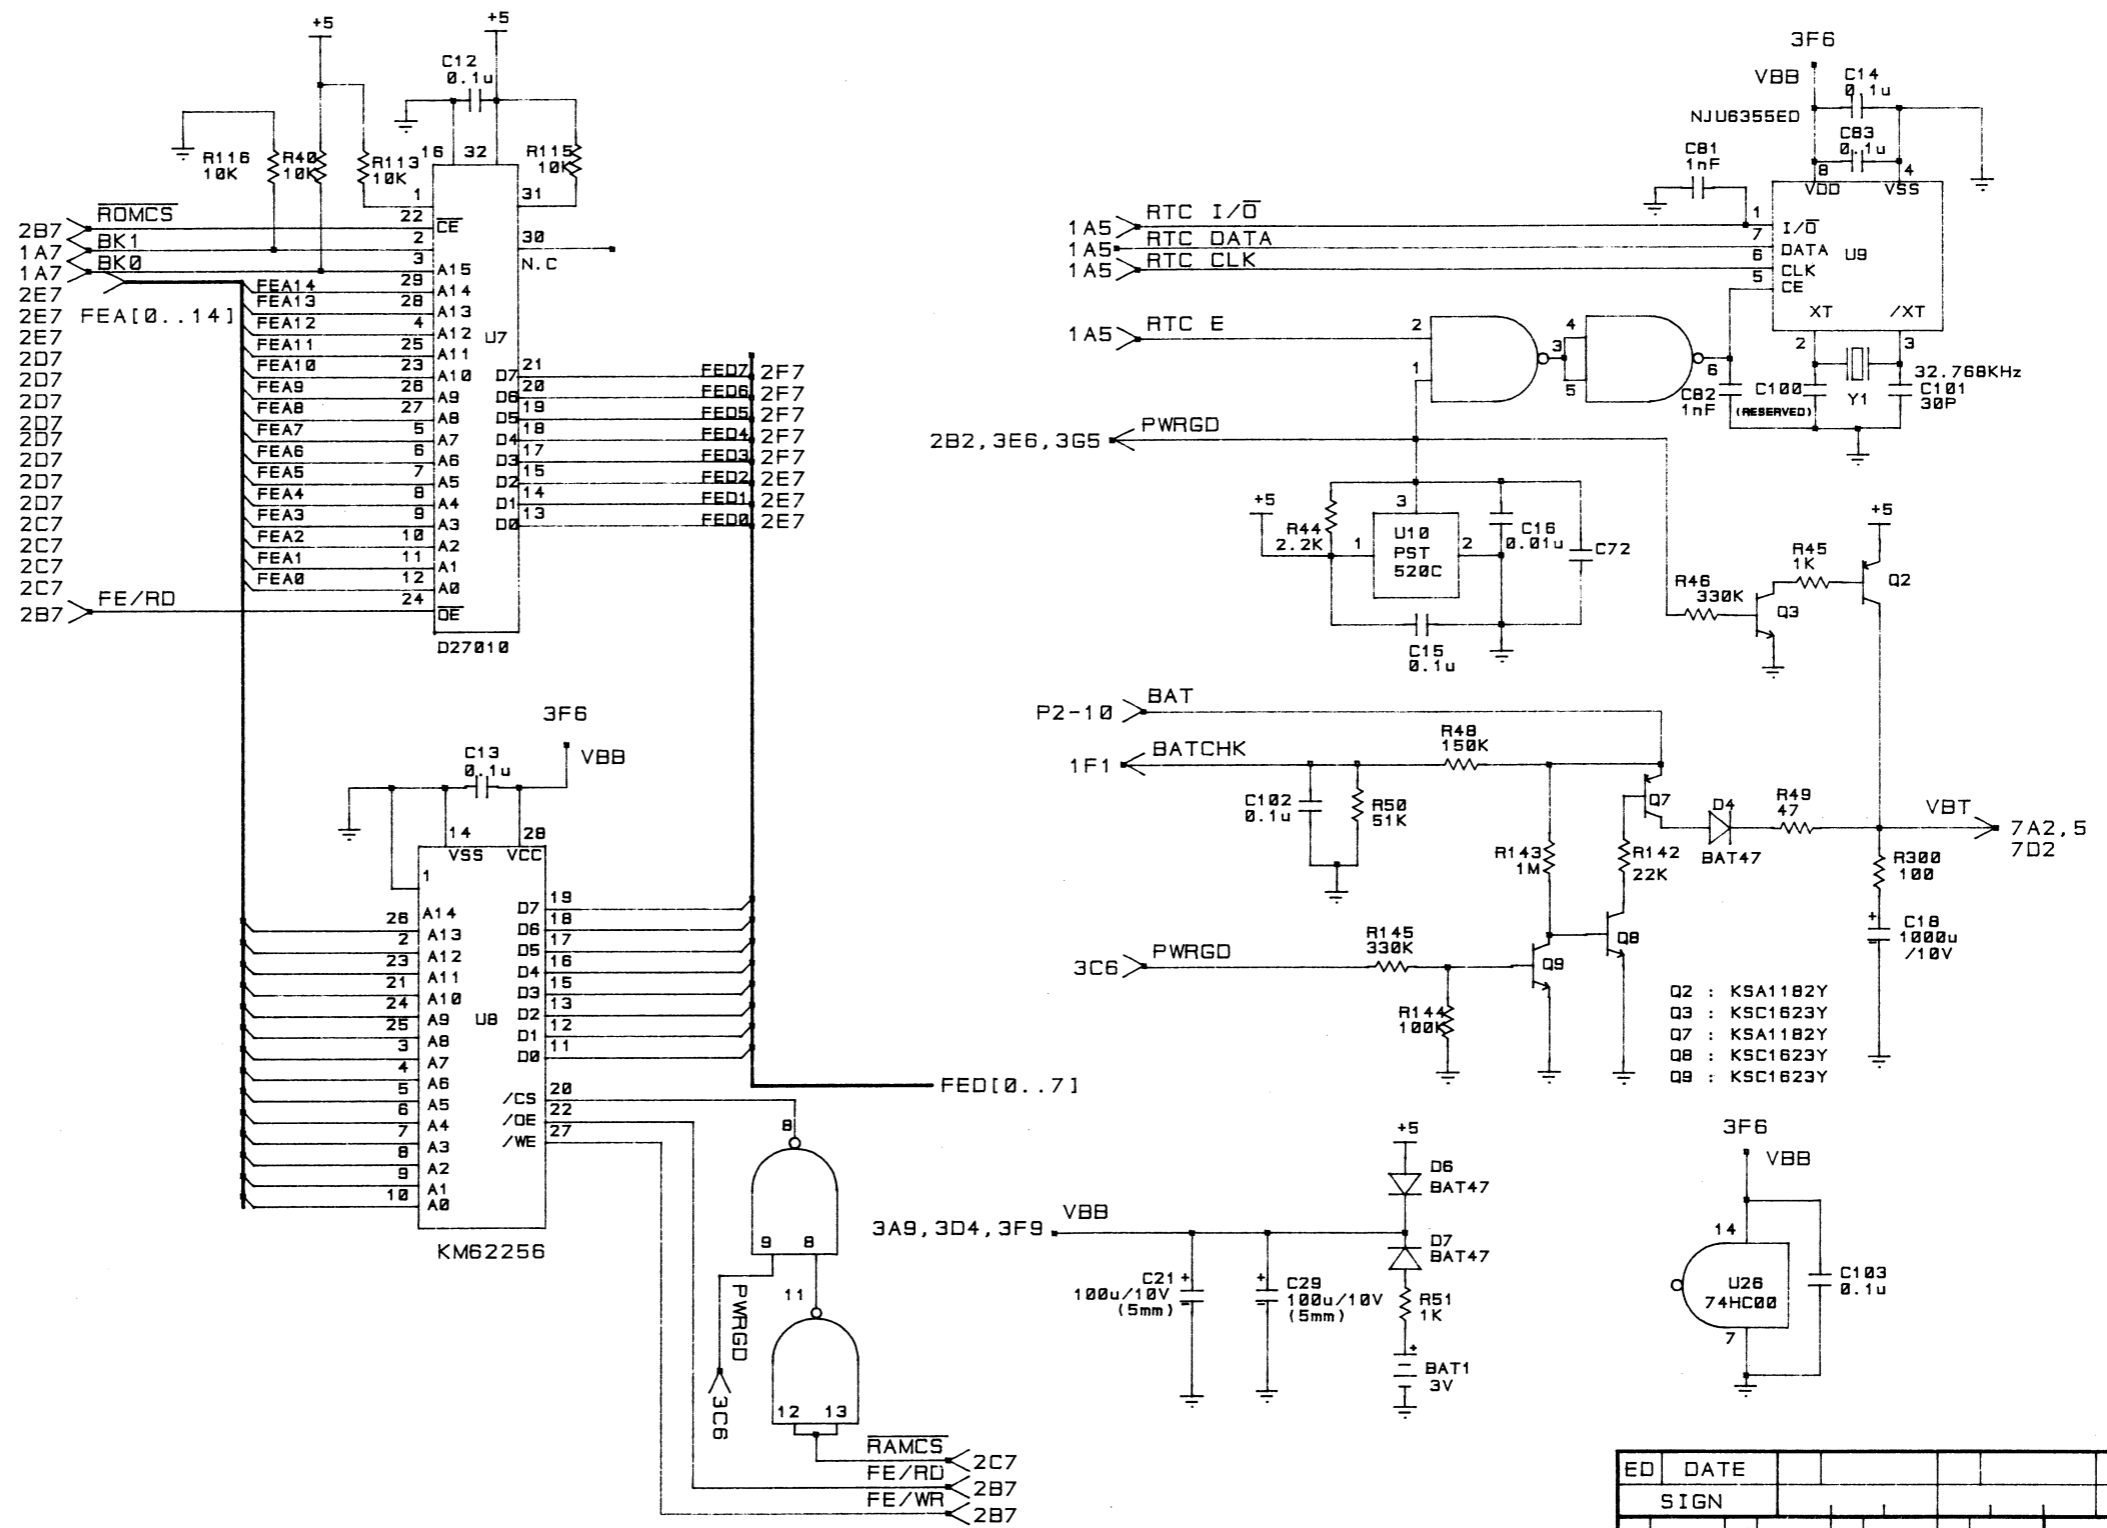 +5
+5
C12
0.1u
16
32
R116
10K
R40
10K
R113
10K
R115
10K
1
31
2B7
ROMCS
22
CE
1A7
BK1
2
30
N.C
1A7
BK0
3
A15
2E7
2E7
2E7
2D7
2D7
2D7
2D7
2D7
2D7
2D7
2D7
2C7
2C7
2C7
2C7
FEA[0..14]
FEA14
29
A14
FEA13
28
A13
FEA12
4
A12
FEA11
25
A11
FEA10
23
A10
FEA9
26
A9
FEA8
27
A8
FEA7
5
A7
FEA6
6
A6
FEA5
7
A5
FEA4
8
A4
FEA3
9
A3
FEA2
10
A2
FEA1
11
A1
FEA0
12
A0
2B7
FE/RD
24
OE
U7
D27010
D7
21
FED7
2F7
D6
20
FED6
2F7
D5
19
FED5
2F7
D4
18
FED4
2F7
D3
17
FED3
2F7
D2
15
FED2
2E7
D1
14
FED1
2E7
D0
13
FED0
2E7
3F6
VBB
C13
0.1u
14
VSS
28
VCC
1
A14
26
A13
2
A12
23
A11
21
A10
24
A9
25
A8
3
A7
4
A6
5
A5
6
A4
7
A3
8
A2
9
A1
10
A0
U8
KM62256
D7
19
D6
18
D5
17
D4
16
D3
15
D2
13
D1
12
D0
11
/CS
20
/OE
22
/WE
27
FED[0..7]
8
9
8
PWRGD
3C6
11
12
13
RAMCS
2C7
FE/RD
2B7
FE/WR
2B7
3F6
VBB
C14
0.1u
NJU6355ED
C83
0.1u
C81
1nF
8
VDD
4
VSS
1A5
RTC I/O
1
I/O
1A5
RTC DATA
7
DATA
1A5
RTC CLK
6
CLK
5
CE
U9
XT
/XT
2
3
1A5
RTC E
2
1
3
4
5
6
C82
1nF
C100
(RESERVED)
Y1
32.768KHz
C101
30P
2B2,3E6,3G5
PWRGD
+5
R44
2.2K
3
1
2
U10
PST
520C
C16
0.01u
C72
C15
0.1u
+5
R46
330K
R45
1K
Q3
Q2
P2-10
BAT
1F1
BATCHK
R48
150K
C102
0.1u
R50
51K
Q7
D4
BAT47
R49
47
VBT
7A2,5
7D2
R143
1M
R142
22K
R300
100
+
C18
1000u
/10V
3C6
PWRGD
R145
330K
R144
100K
Q9
Q8
Q2 : KSA1182Y
Q3 : KSC1623Y
Q7 : KSA1182Y
Q8 : KSC1623Y
Q9 : KSC1623Y
+5
D6
BAT47
3A9,3D4,3F9
VBB
D7
BAT47
C21
+
100u/10V
(5mm)
+
C29
100u/10V
(5mm)
R51
1K
+
BAT1
3V
3F6
VBB
14
U26
74HC00
7
C103
0.1u
ED
DATE
SIGN